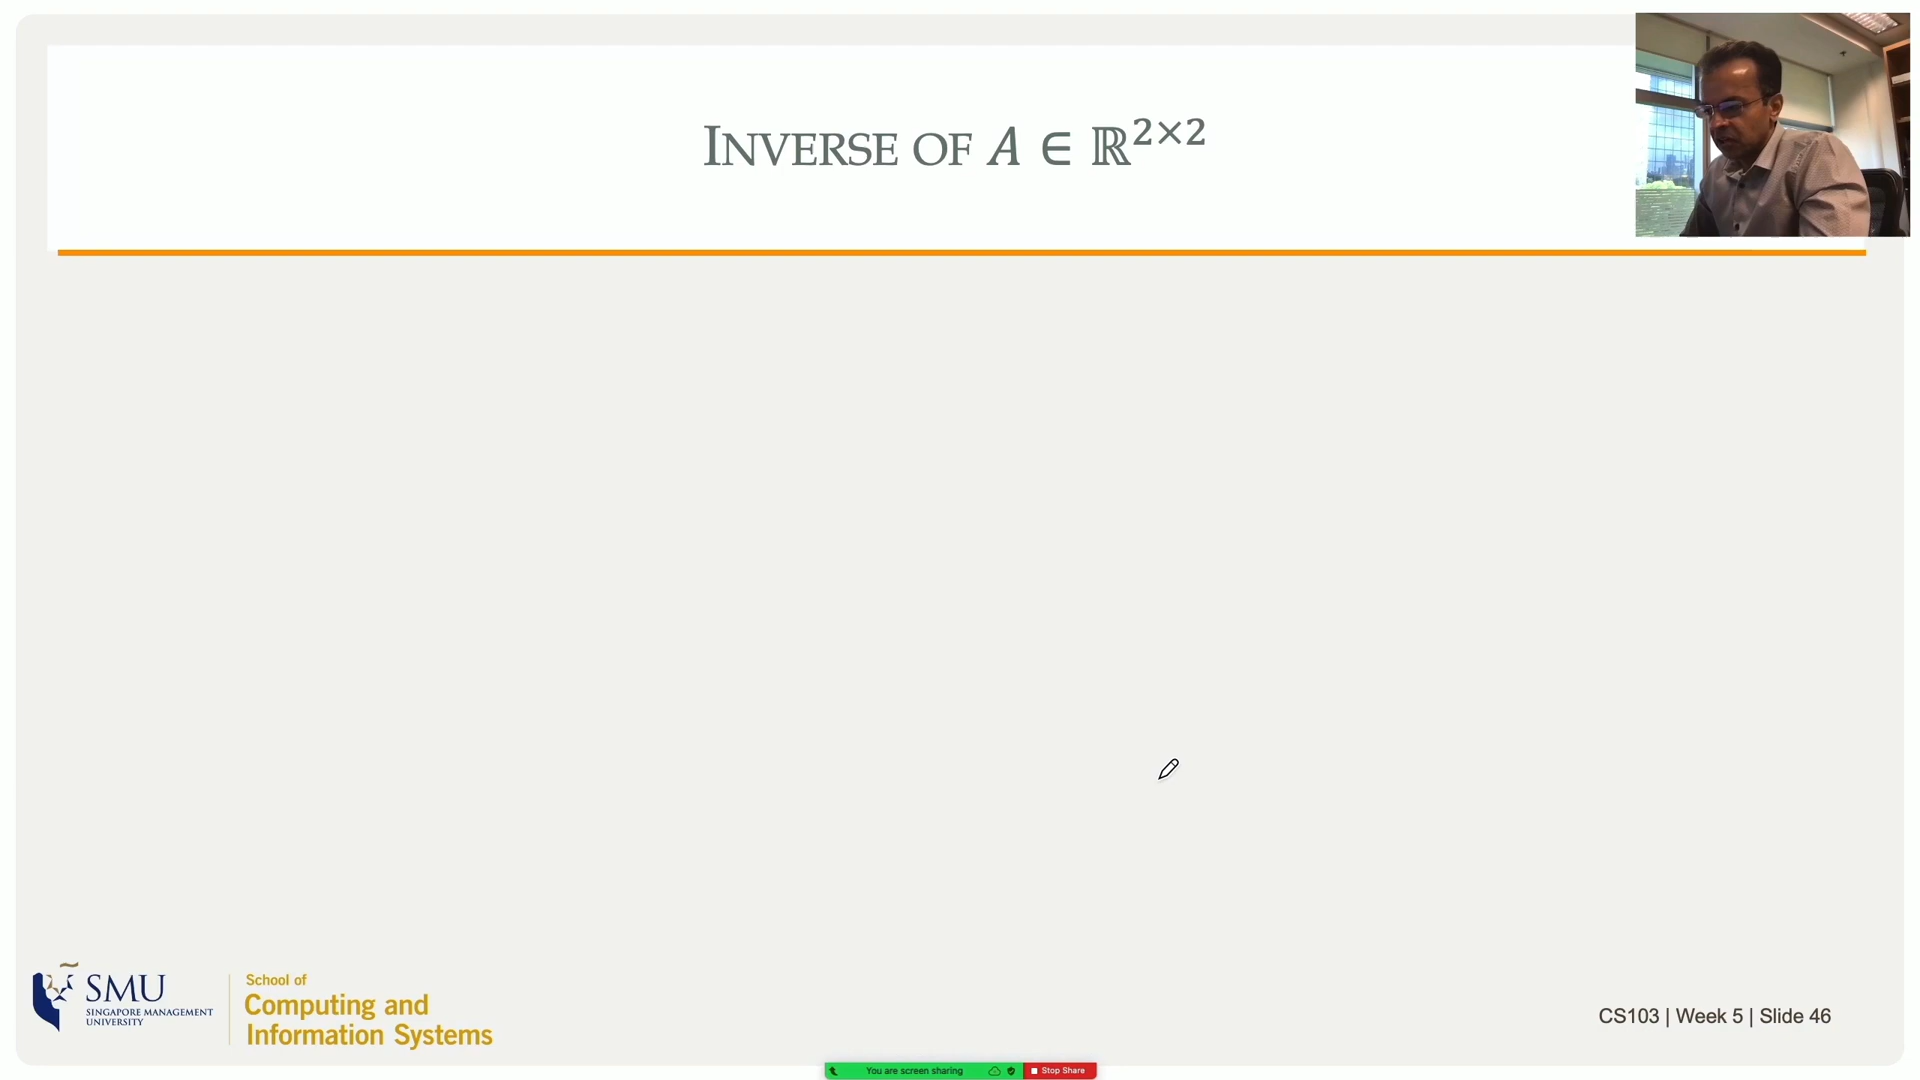 INVERSE OF A ∈ ℝ²ˣ²
SMU
SINGAPORE MANAGEMENT
UNIVERSITY
School of
Computing and
Information Systems
CS103 | Week 5 | Slide 46
You are screen sharing
Stop Share